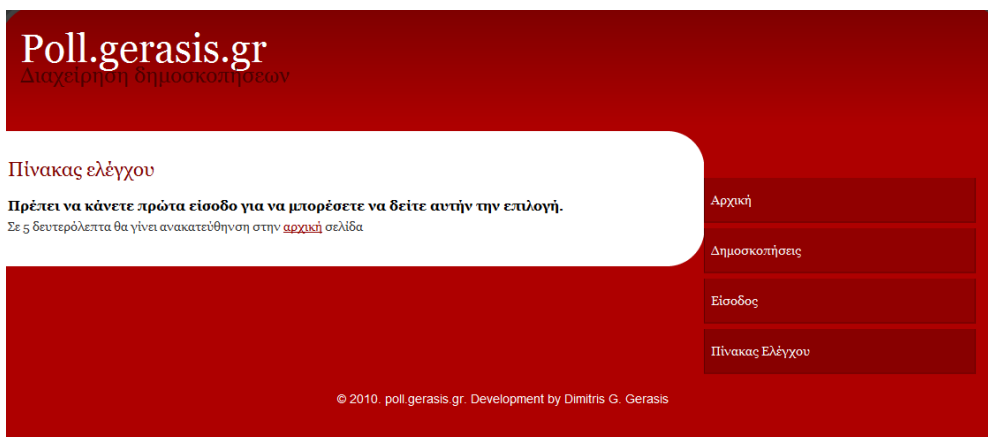 Poll.gerasis.gr
Διαχείρηση δημοσκοπήσεων
Πίνακας ελέγχου
Πρέπει να κάνετε πρώτα είσοδο για να μπορέσετε να δείτε αυτήν την επιλογή.
Σε 5 δευτερόλεπτα θα γίνει ανακατεύθηνση στην αρχική σελίδα
Αρχική
Δημοσκοπήσεις
Είσοδος
Πίνακας Ελέγχου
© 2010. poll.gerasis.gr. Development by Dimitris G. Gerasis